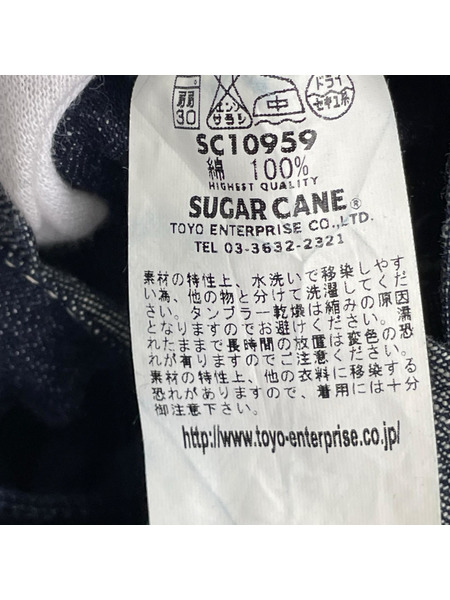 弱
30
エンソ
サラシ
中
ドライ
セキユ系
SC10959
綿 100%
HIGHEST QUALITY
SUGAR CANE®
TOYO ENTERPRISE CO.,LTD.
TEL 03-3632-2321
素材の特性上、水洗いで移染しやす
い為、他の物と分けて洗濯してくだ
さい。タンブラー乾燥は縮みの原因
となりますのでお避けください。濡
れたままで長時間の放置は変色の恐
れが有りますのでご注意ください。
素材の特性上、他の衣料に移染する
恐れがありますので、着用には十分
御注意下さい。
http://www.toyo-enterprise.co.jp/